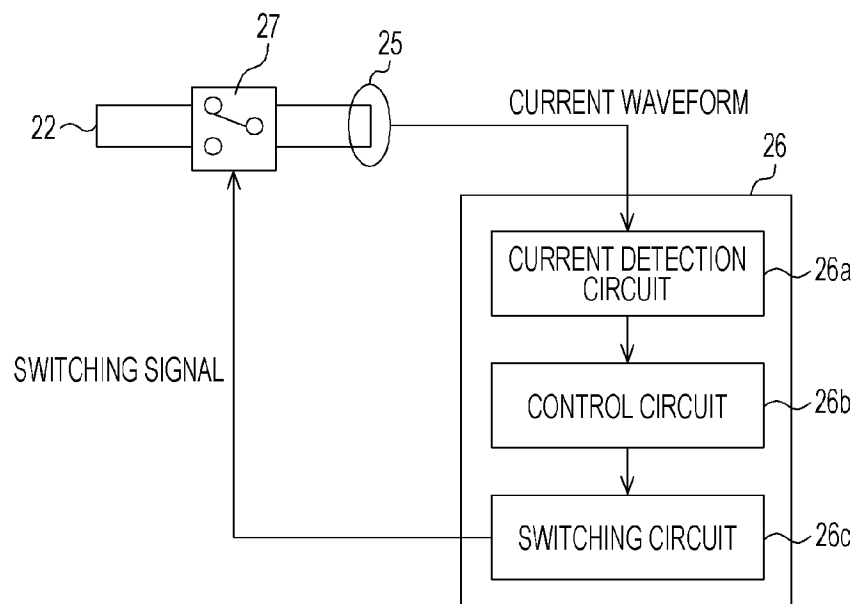 27
25
22
CURRENT WAVEFORM
26
CURRENT DETECTION
CIRCUIT
26a
SWITCHING SIGNAL
CONTROL CIRCUIT
26b
SWITCHING CIRCUIT
26c